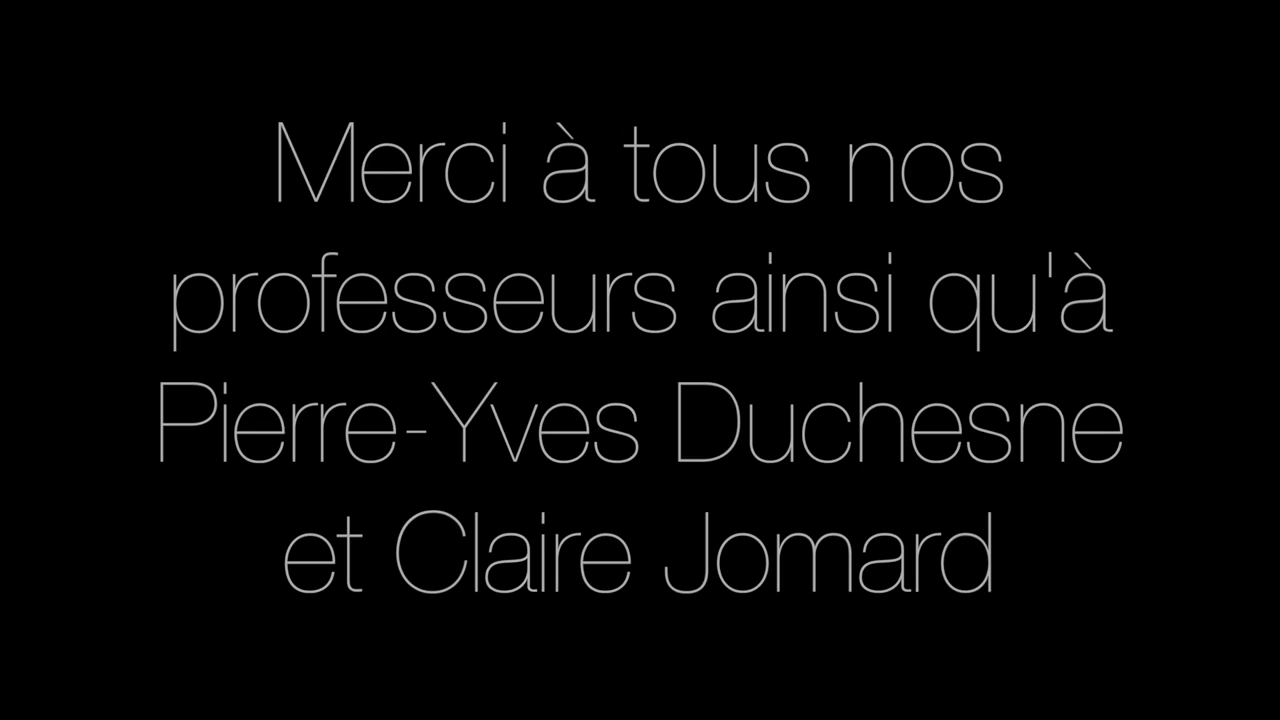 Merci à tous nos
professeurs ainsi qu'à
Pierre-Yves Duchesne
et Claire Jomard